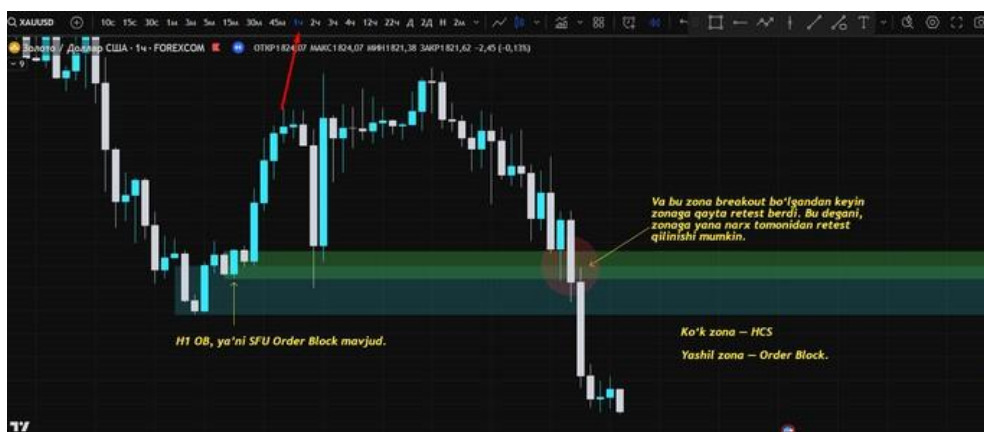 XAUUSD 10с 15с 30с 1м 3м 5м 15м 30м 45м 1ч 2ч 3ч 4ч 12ч 22ч Д 2Д Н 2м
Золото / Доллар США · 1ч · FOREXCOM ОТКР1824,07 МАКС1824,07 МИН1821,38 ЗАКР1821,62 -2,45 (-0,13%)
9
Va bu zona breakout bo'lgandan keyin
zonaga qayta retest berdi. Bu degani,
zonaga yana narx tomonidan retest
qilinishi mumkin.
H1 OB, ya'ni SFU Order Block mavjud.
Ko'k zona — HCS
Yashil zona — Order Block.